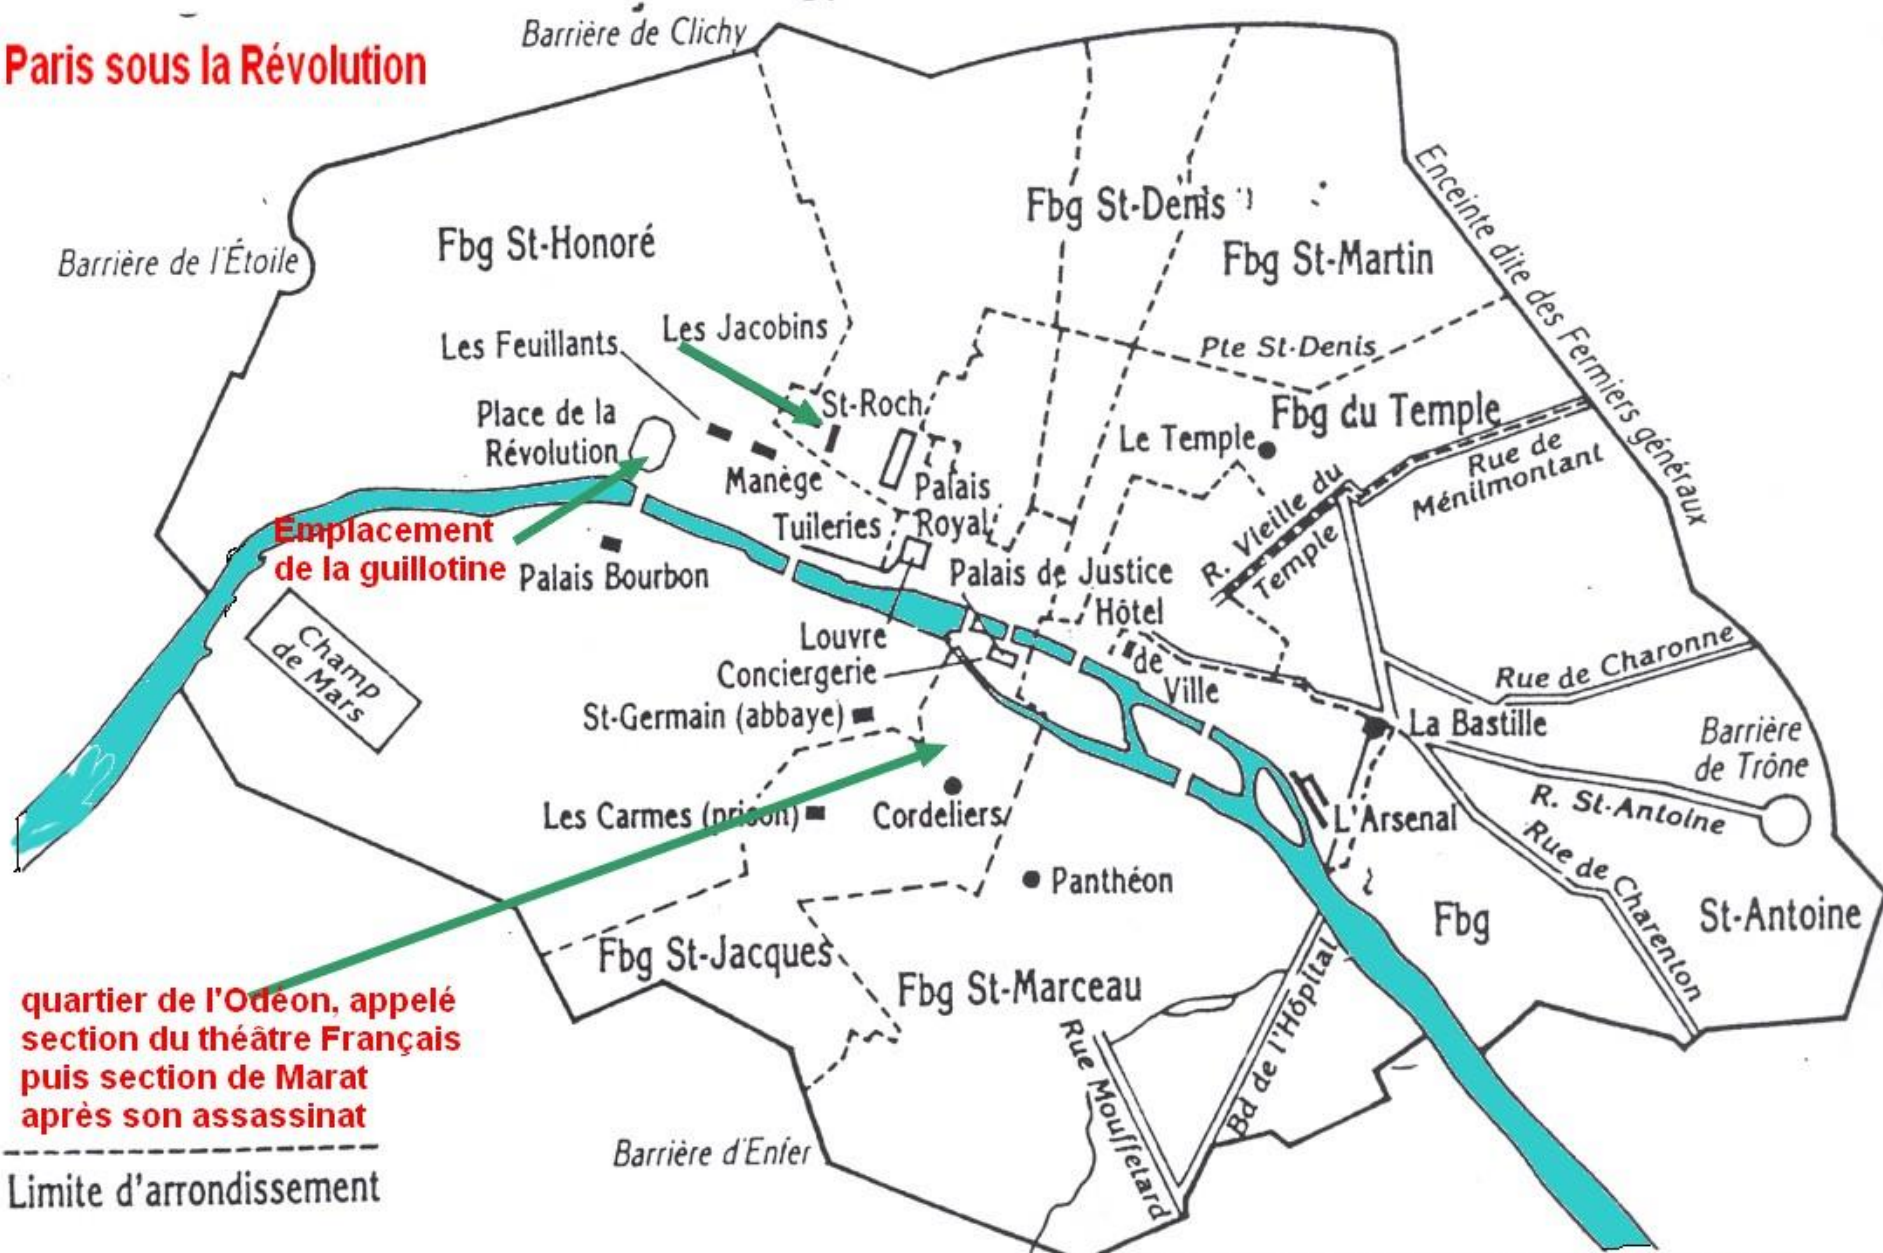 Paris sous la Révolution
Barrière de Clichy
Enceinte dite des Fermiers généraux
Fbg St-Denis
Fbg St-Honoré
Fbg St-Martin
Barrière de l'Étoile
Les Jacobins
Les Feuillants
Pte St-Denis
St-Roch
Place de la
Révolution
Fbg du Temple
Le Temple
Rue de
Ménilmontant
Manège
Palais
Royal
R. Vieille du
Temple
Tuileries
Emplacement
de la guillotine
Palais Bourbon
Palais de Justice
Hôtel
de
Ville
Champ
de Mars
Louvre
Conciergerie
Rue de Charonne
St-Germain (abbaye)
La Bastille
Barrière
de Trône
R. St-Antoine
Les Carmes (prison)
Cordeliers
L'Arsenal
Rue de Charenton
Panthéon
Fbg
St-Antoine
Fbg St-Jacques
Fbg St-Marceau
Bd de l'Hôpital
Rue Mouffetard
quartier de l'Odéon, appelé
section du théâtre Français
puis section de Marat
après son assassinat
Barrière d'Enfer
Limite d'arrondissement